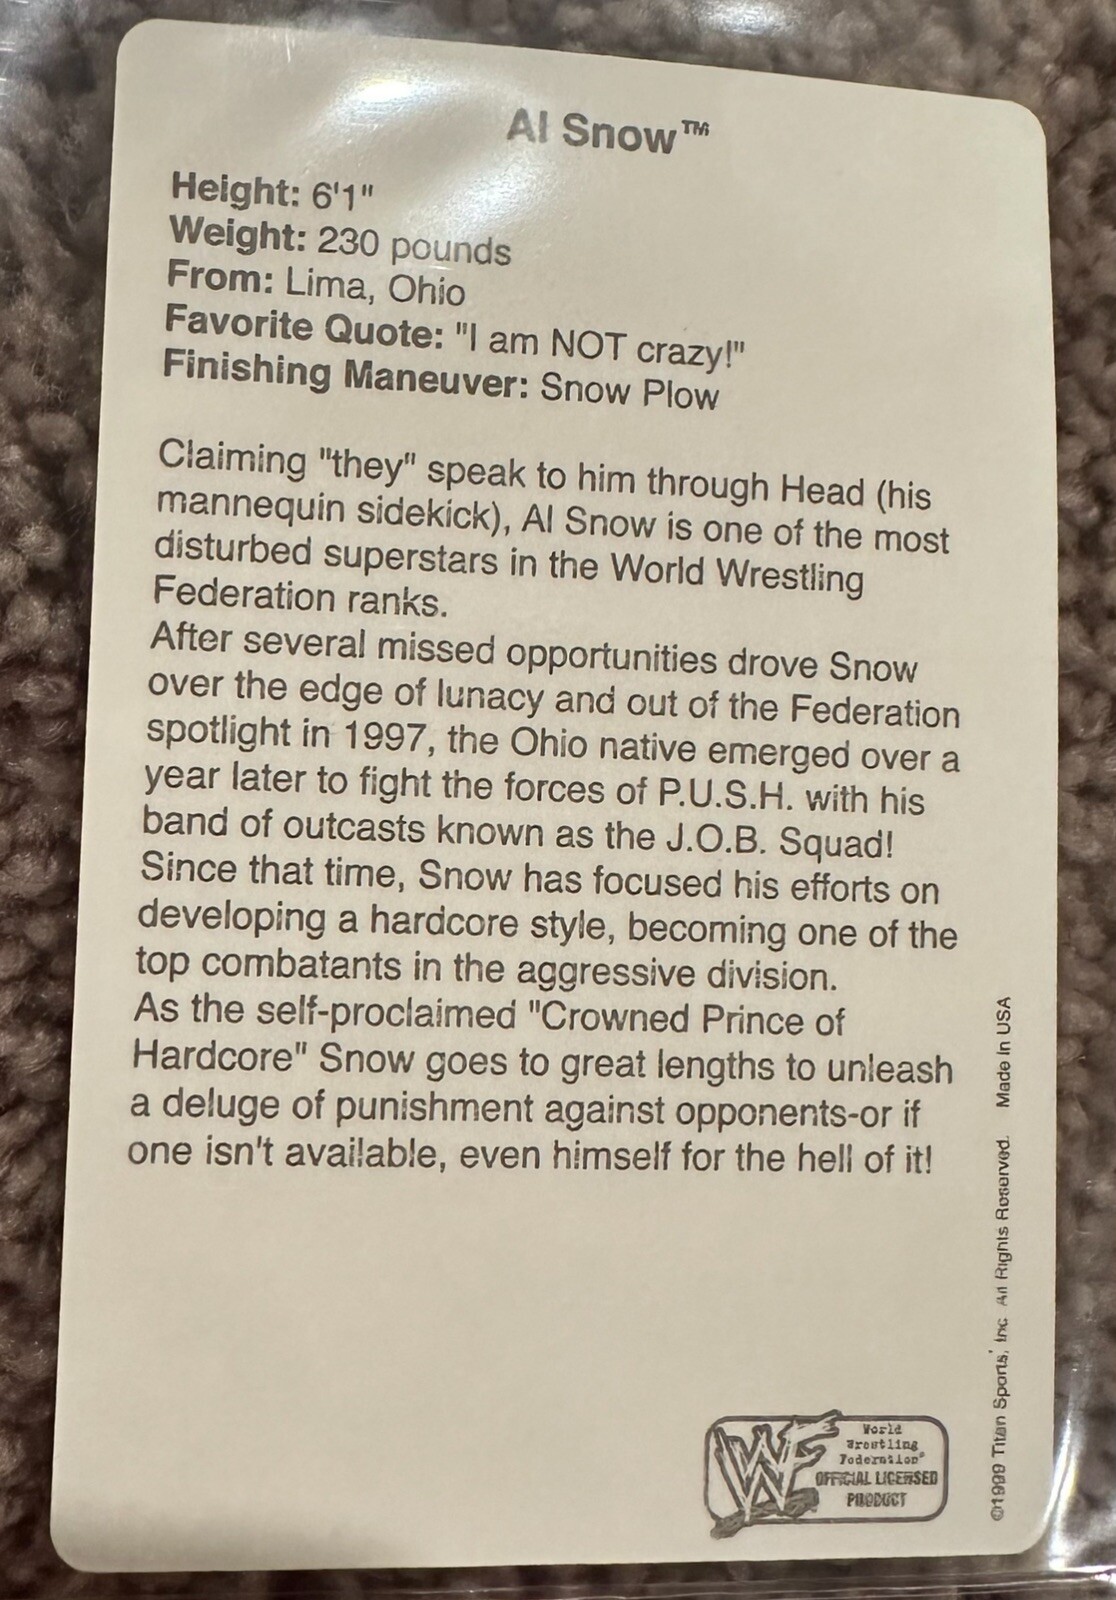 Al Snow™
Height: 6'1"
Weight: 230 pounds
From: Lima, Ohio
Favorite Quote: "I am NOT crazy!"
Finishing Maneuver: Snow Plow
Claiming "they" speak to him through Head (his
mannequin sidekick), Al Snow is one of the most
disturbed superstars in the World Wrestling
Federation ranks.
After several missed opportunities drove Snow
over the edge of lunacy and out of the Federation
spotlight in 1997, the Ohio native emerged over a
year later to fight the forces of P.U.S.H. with his
band of outcasts known as the J.O.B. Squad!
Since that time, Snow has focused his efforts on
developing a hardcore style, becoming one of the
top combatants in the aggressive division.
As the self-proclaimed "Crowned Prince of
Hardcore" Snow goes to great lengths to unleash
a deluge of punishment against opponents-or if
one isn't available, even himself for the hell of it!
©1999 Titan Sports, Inc All Rights Reserved. Made In USA
WF
World
Wrestling
Federation®
OFFICIAL LICENSED
PRODUCT